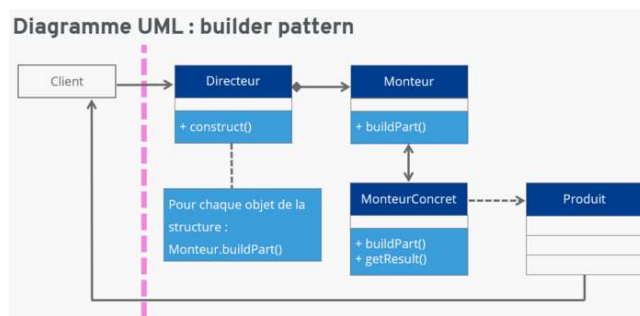 Diagramme UML : builder pattern
Client
Directeur
Monteur
+ construct()
+ buildPart()
Pour chaque objet de la
structure :
Monteur.buildPart()
MonteurConcret
Produit
+ buildPart()
+ getResult()